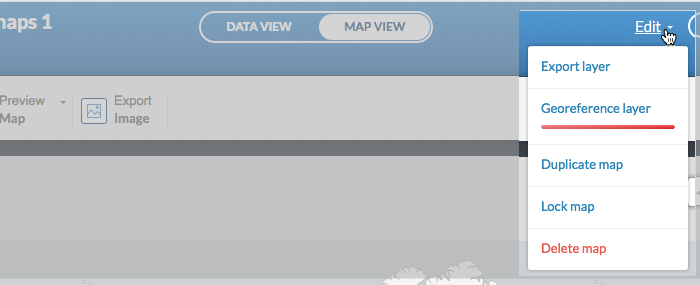 maps 1
DATA VIEW
MAP VIEW
Edit
Preview
Map
Export
Image
Export layer
Georeference layer
Duplicate map
Lock map
Delete map